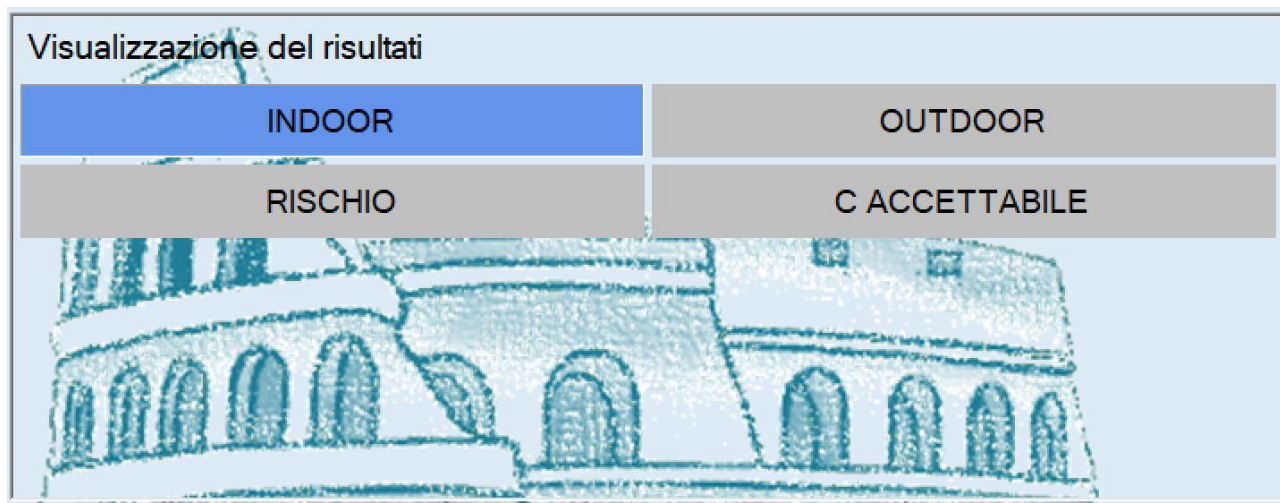 Visualizzazione del risultati
INDOOR
OUTDOOR
RISCHIO
C ACCETTABILE